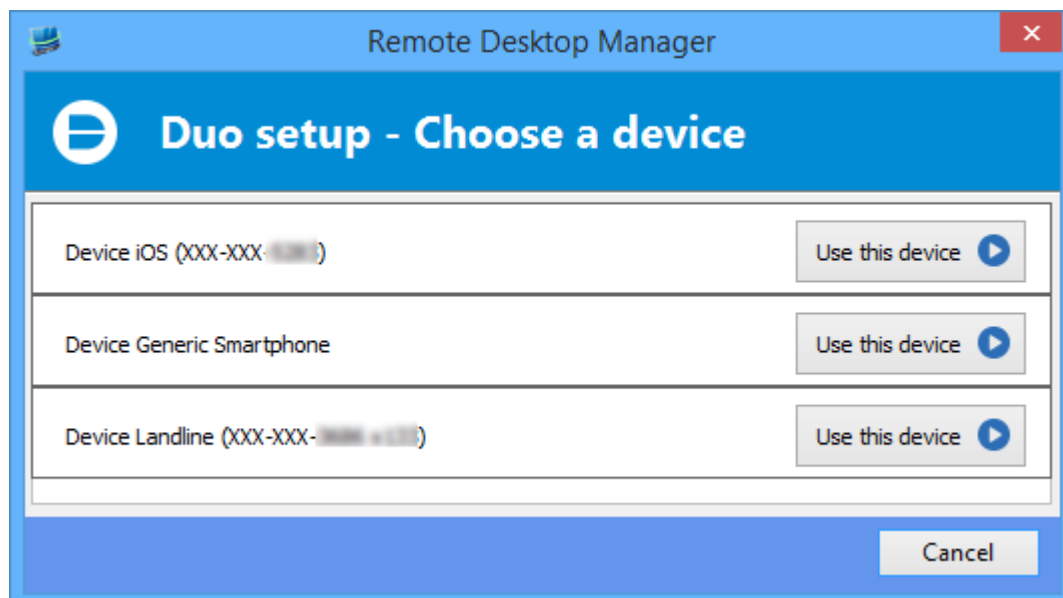 Remote Desktop Manager
Duo setup - Choose a device
Device iOS (XXX-XXX- )
Use this device
Device Generic Smartphone
Use this device
Device Landline (XXX-XXX- )
Use this device
Cancel